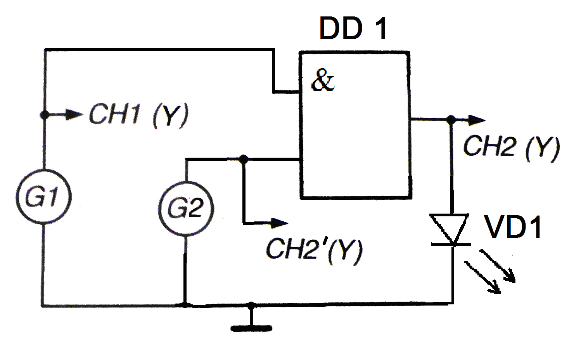 DD 1
&
CH1 (Y)
CH2 (Y)
G1
G2
VD1
CH2'(Y)